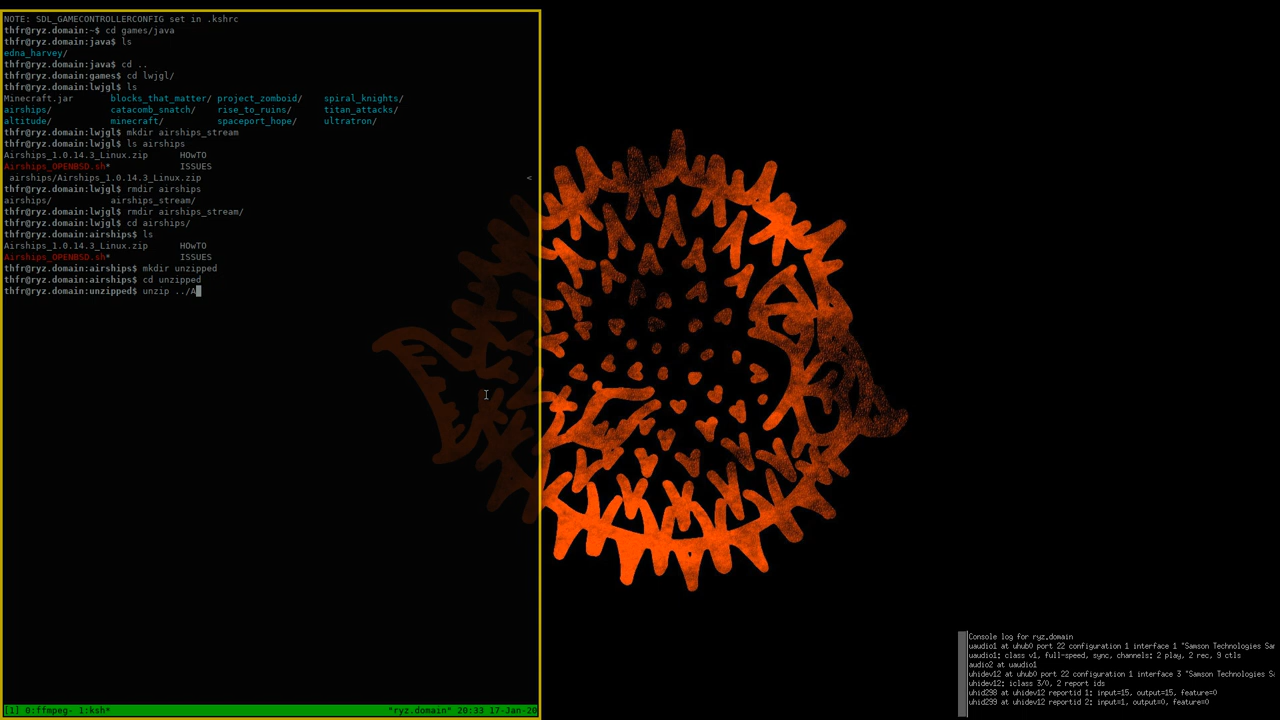 NOTE: SDL_GAMECONTROLLERCONFIG set in .kshrc
thfr@ryz.domain:~$ cd games/java
thfr@ryz.domain:java$ ls
edna_harvey/
thfr@ryz.domain:java$ cd ..
thfr@ryz.domain:games$ cd lwjgl/
thfr@ryz.domain:lwjgl$ ls
Minecraft.jar blocks_that_matter/ project_zomboid/ spiral_knights/
airships/ catacomb_snatch/ rise_to_ruins/ titan_attacks/
altitude/ minecraft/ spaceport_hope/ ultratron/
thfr@ryz.domain:lwjgl$ mkdir airships_stream
thfr@ryz.domain:lwjgl$ ls airships
Airships_1.0.14.3_Linux.zip HOwTO
Airships_OPENBSD.sh* ISSUES
airships/Airships_1.0.14.3_Linux.zip <
thfr@ryz.domain:lwjgl$ rmdir airships
airships/ airships_stream/
thfr@ryz.domain:lwjgl$ rmdir airships_stream/
thfr@ryz.domain:lwjgl$ cd airships/
thfr@ryz.domain:airships$ ls
Airships_1.0.14.3_Linux.zip HOwTO
Airships_OPENBSD.sh* ISSUES
thfr@ryz.domain:airships$ mkdir unzipped
thfr@ryz.domain:airships$ cd unzipped
thfr@ryz.domain:unzipped$ unzip ../A
[1] 0:ffmpeg- 1:ksh* "ryz.domain" 20:33 17-Jan-20
Console log for ryz.domain
uaudio1 at uhub0 port 22 configuration 1 interface 1 "Samson Technologies Sam
uaudio1: class v1, full-speed, sync, channels: 2 play, 2 rec, 9 ctls
audio2 at uaudio1
uhidev12 at uhub0 port 22 configuration 1 interface 3 "Samson Technologies Sa
uhidev12: iclass 3/0, 2 report ids
uhid298 at uhidev12 reportid 1: input=15, output=15, feature=0
uhid299 at uhidev12 reportid 2: input=1, output=0, feature=0